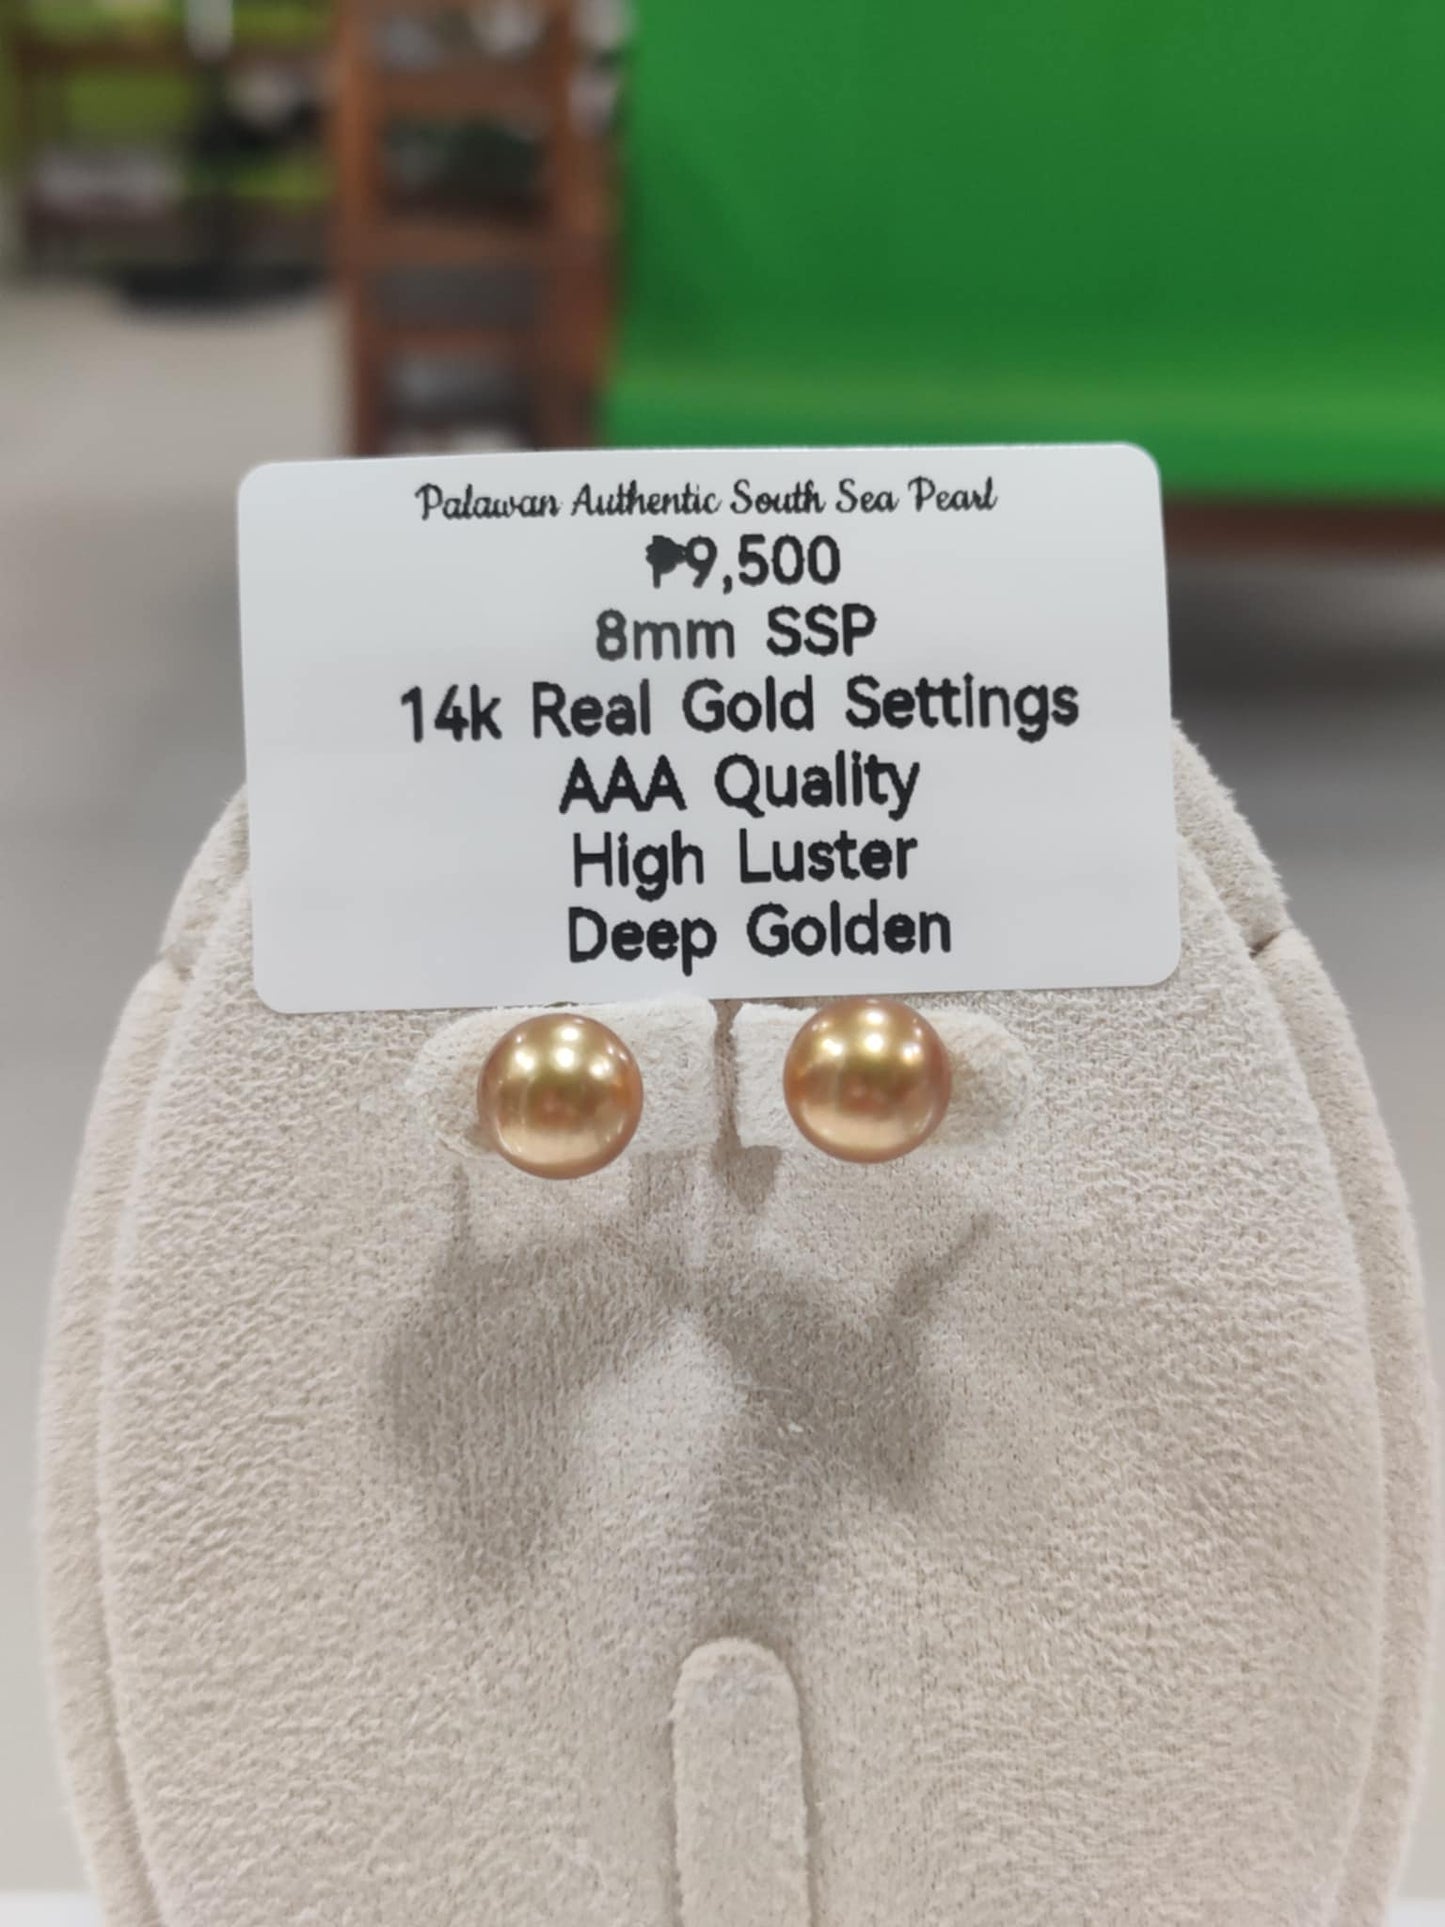 Palawan Authentic South Sea Pearl
₱9,500
8mm SSP
14k Real Gold Settings
AAA Quality
High Luster
Deep Golden